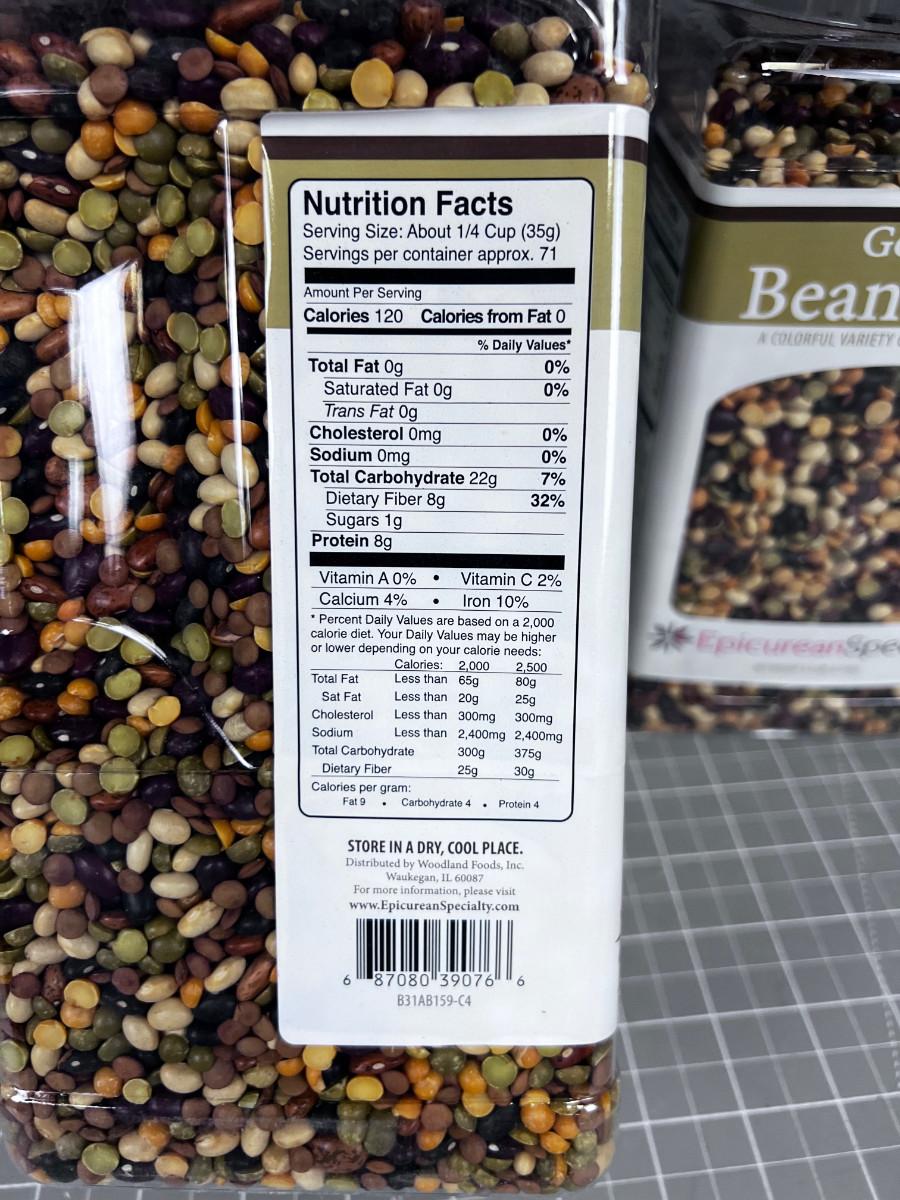 Nutrition Facts
Serving Size: About 1/4 Cup (35g)
Servings per container approx. 71
Amount Per Serving
Calories 120 Calories from Fat 0
% Daily Values*
Total Fat 0g 0%
Saturated Fat 0g 0%
Trans Fat 0g
Cholesterol 0mg 0%
Sodium 0mg 0%
Total Carbohydrate 22g 7%
Dietary Fiber 8g 32%
Sugars 1g
Protein 8g
Vitamin A 0% • Vitamin C 2%
Calcium 4% • Iron 10%
* Percent Daily Values are based on a 2,000
calorie diet. Your Daily Values may be higher
or lower depending on your calorie needs:
Calories: 2,000 2,500
Total Fat Less than 65g 80g
Sat Fat Less than 20g 25g
Cholesterol Less than 300mg 300mg
Sodium Less than 2,400mg 2,400mg
Total Carbohydrate 300g 375g
Dietary Fiber 25g 30g
Calories per gram:
Fat 9 • Carbohydrate 4 • Protein 4
STORE IN A DRY, COOL PLACE.
Distributed by Woodland Foods, Inc.
Waukegan, IL 60087
For more information, please visit
www.EpicureanSpecialty.com
6 87080 39076 6
B31AB159-C4
Go
Bean
A COLORFUL VARIETY
EpicureanSpec